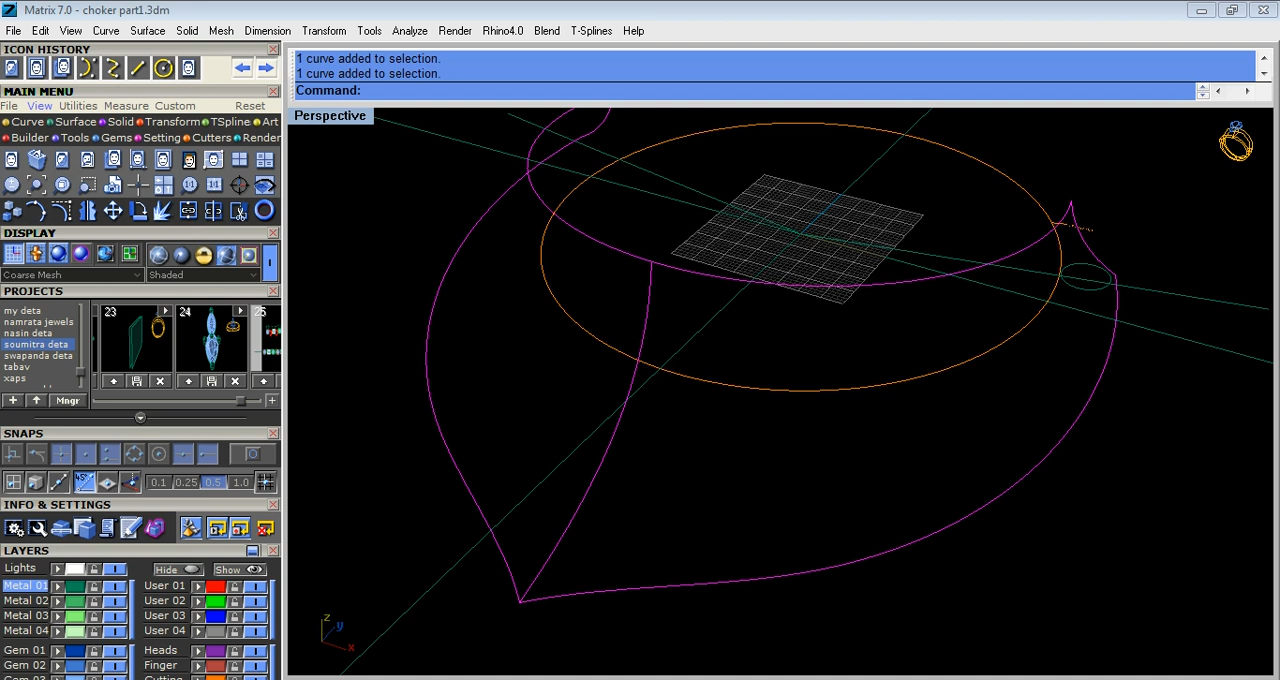 Matrix 7.0 - choker part1.3dm
File Edit View Curve Surface Solid Mesh Dimension Transform Tools Analyze Render Rhino4.0 Blend T-Splines Help
ICON HISTORY
1 curve added to selection.
1 curve added to selection.
Command:
MAIN MENU
File View Utilities Measure Custom Reset
Curve Surface Solid Transform TSpline Art
Builder Tools Gems Setting Cutters Render
Perspective
DISPLAY
Coarse Mesh Shaded
PROJECTS
my deta
namrata jewels
nasin deta
soumitra deta
swapanda deta
tabav
xaps
23 24 25
Mngr
SNAPS
45°
0.1 0.25 0.5 1.0
INFO & SETTINGS
LAYERS
Lights Hide Show
Metal 01 User 01
Metal 02 User 02
Metal 03 User 03
Metal 04 User 04
Gem 01 Heads
Gem 02 Finger
Gem 03 Cutting
z
y
x